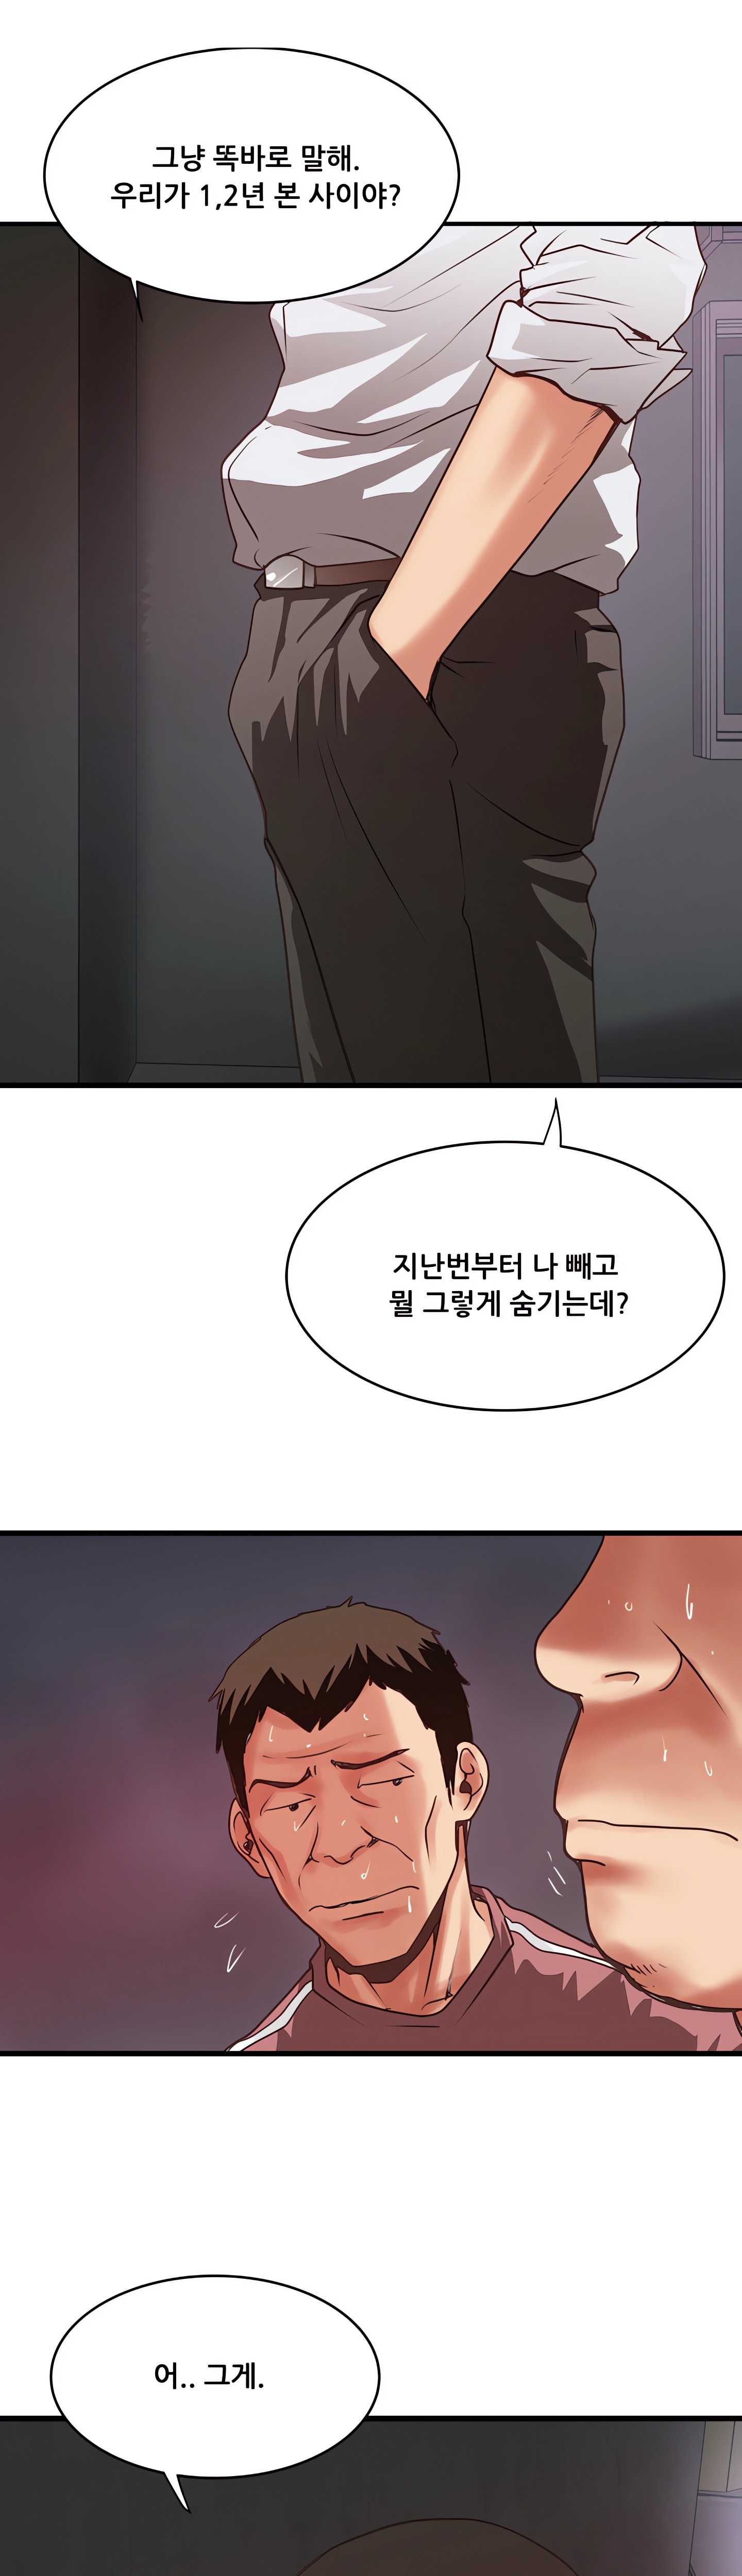 그냥 똑바로 말해.
우리가 1,2년 본 사이야?
지난번부터 나 빼고
뭘 그렇게 숨기는데?
어.. 그게.